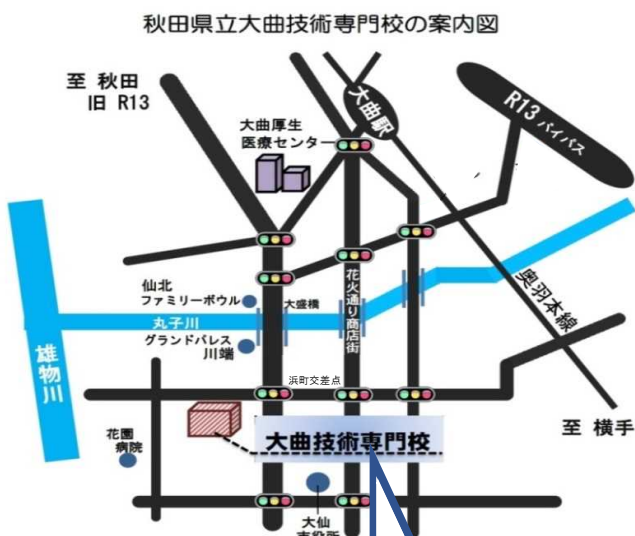 秋田県立大曲技術専門校の案内図
至 秋田
旧 R13
大曲厚生
医療センター
大曲駅
R13 バイパス
仙北
ファミリーボウル
大盛橋
花火通り商店街
奥羽本線
丸子川
グランドパレス
川端
雄物川
浜町交差点
至 横手
花園
病院
大曲技術専門校
大仙
市役所